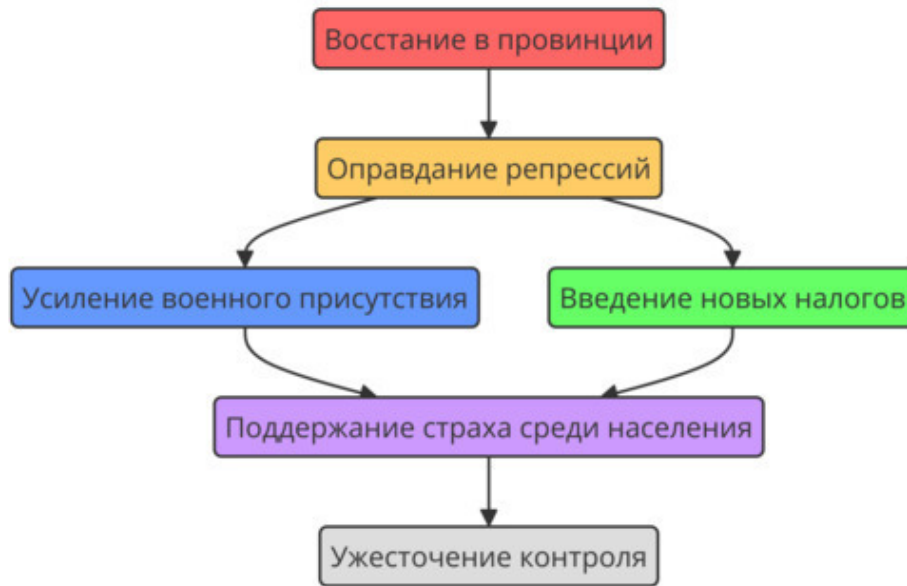 Восстание в провинции
Оправдание репрессий
Усиление военного присутствия
Введение новых налогов
Поддержание страха среди населения
Ужесточение контроля